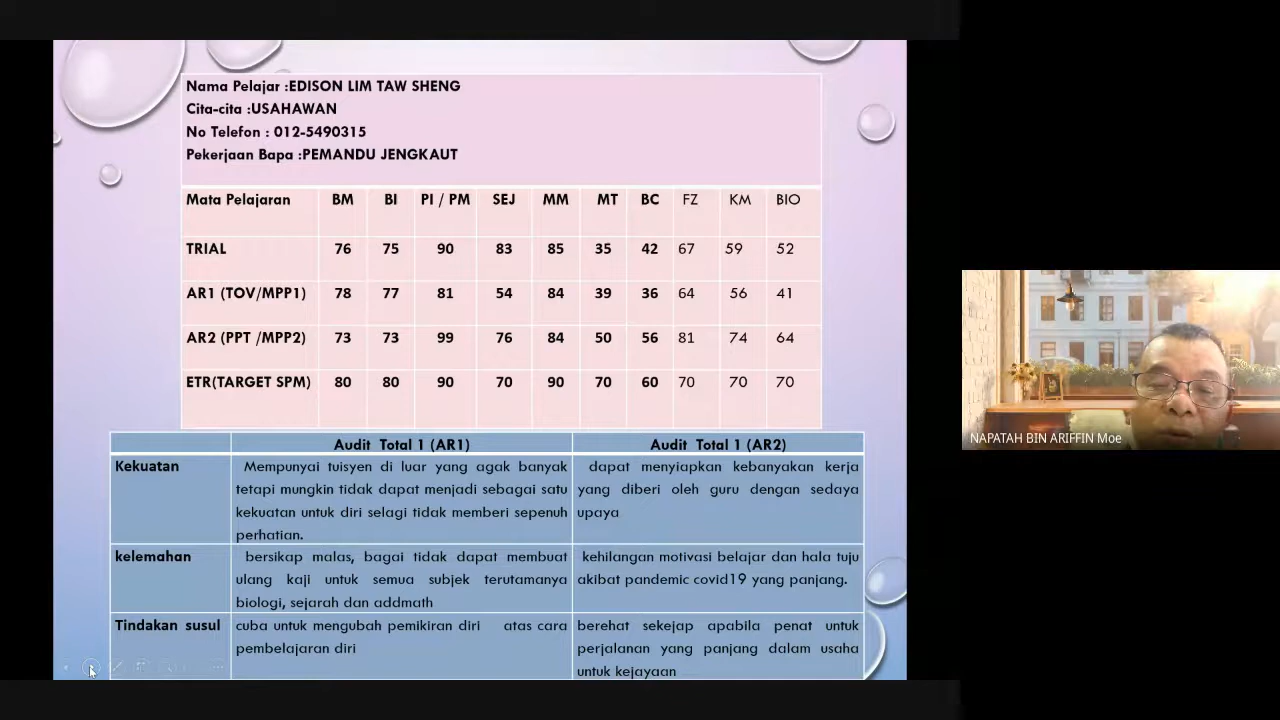 Nama Pelajar :EDISON LIM TAW SHENG
Cita-cita :USAHAWAN
No Telefon : 012-5490315
Pekerjaan Bapa :PEMANDU JENGKAUT
Mata Pelajaran BM BI PI / PM SEJ MM MT BC FZ KM BIO
TRIAL 76 75 90 83 85 35 42 67 59 52
AR1 (TOV/MPP1) 78 77 81 54 84 39 36 64 56 41
AR2 (PPT /MPP2) 73 73 99 76 84 50 56 81 74 64
ETR(TARGET SPM) 80 80 90 70 90 70 60 70 70 70
Audit Total 1 (AR1) Audit Total 1 (AR2)
Kekuatan
Mempunyai tuisyen di luar yang agak banyak
tetapi mungkin tidak dapat menjadi sebagai satu
kekuatan untuk diri selagi tidak memberi sepenuh
perhatian.
dapat menyiapkan kebanyakan kerja
yang diberi oleh guru dengan sedaya
upaya
kelemahan
bersikap malas, bagai tidak dapat membuat
ulang kaji untuk semua subjek terutamanya
biologi, sejarah dan addmath
kehilangan motivasi belajar dan hala tuju
akibat pandemic covid19 yang panjang.
Tindakan susul
cuba untuk mengubah pemikiran diri atas cara
pembelajaran diri
berehat sekejap apabila penat untuk
perjalanan yang panjang dalam usaha
untuk kejayaan
NAPATAH BIN ARIFFIN Moe